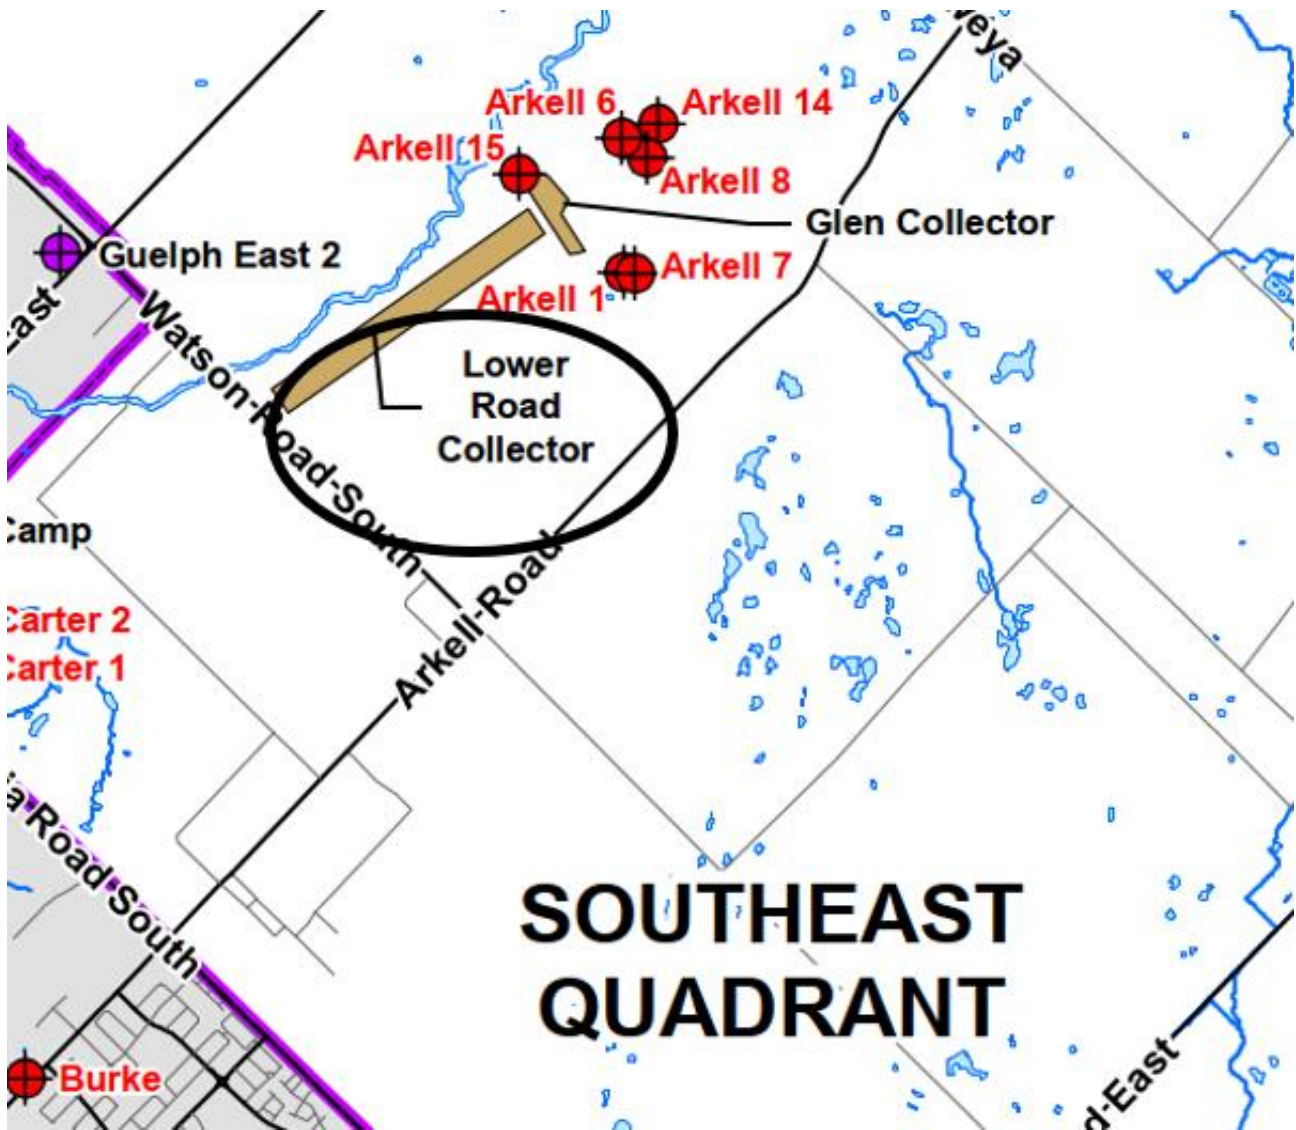 Arkell 6
Arkell 14
Arkell 15
Arkell 8
Glen Collector
Guelph East 2
Arkell 7
Arkell 1
Watson-Road-South
Lower
Road
Collector
Arkell-Road
Camp
Carter 2
Carter 1
Road-South
SOUTHEAST
QUADRANT
Burke
d-East